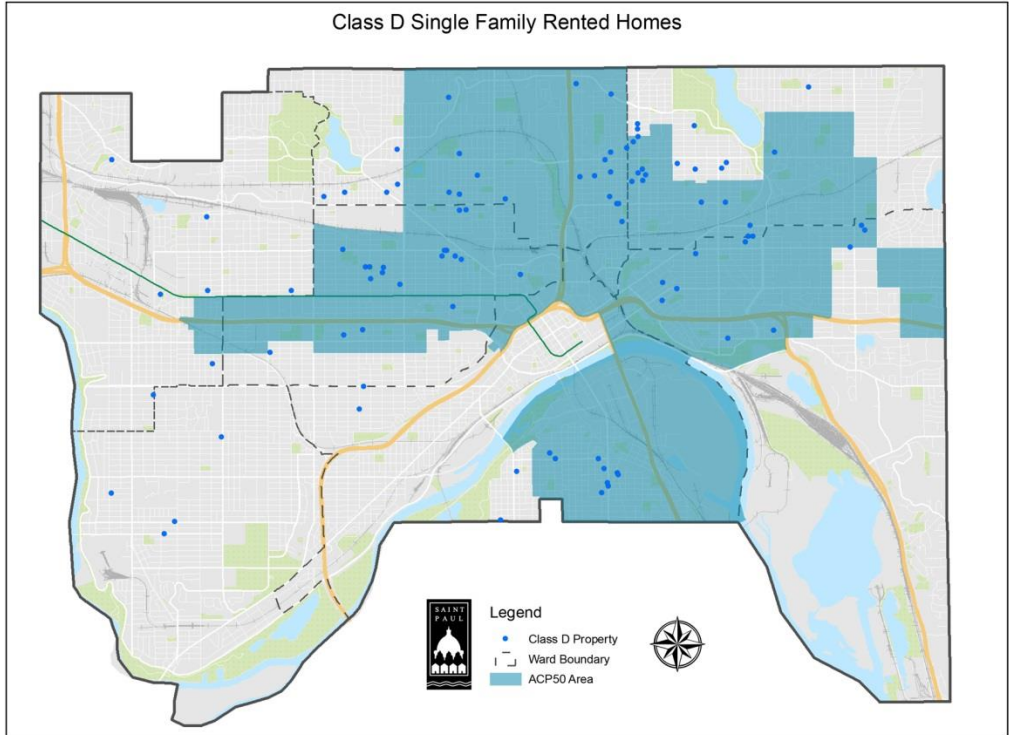 Class D Single Family Rented Homes
SAINT
PAUL
Legend
Class D Property
Ward Boundary
ACP50 Area